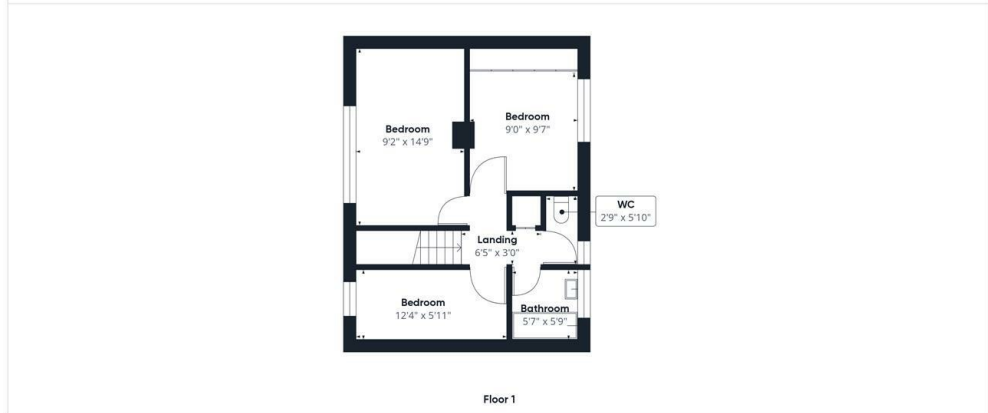 Bedroom
9'2" x 14'9"
Bedroom
9'0" x 9'7"
WC
2'9" x 5'10"
Landing
6'5" x 3'0"
Bedroom
12'4" x 5'11"
Bathroom
5'7" x 5'9"
Floor 1